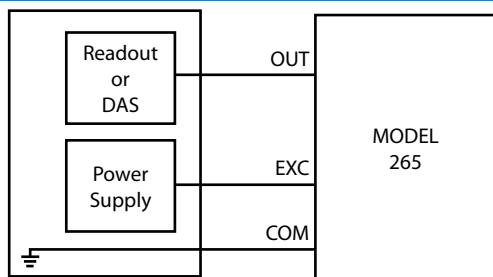 Readout
or
DAS
OUT
MODEL
265
Power
Supply
EXC
COM